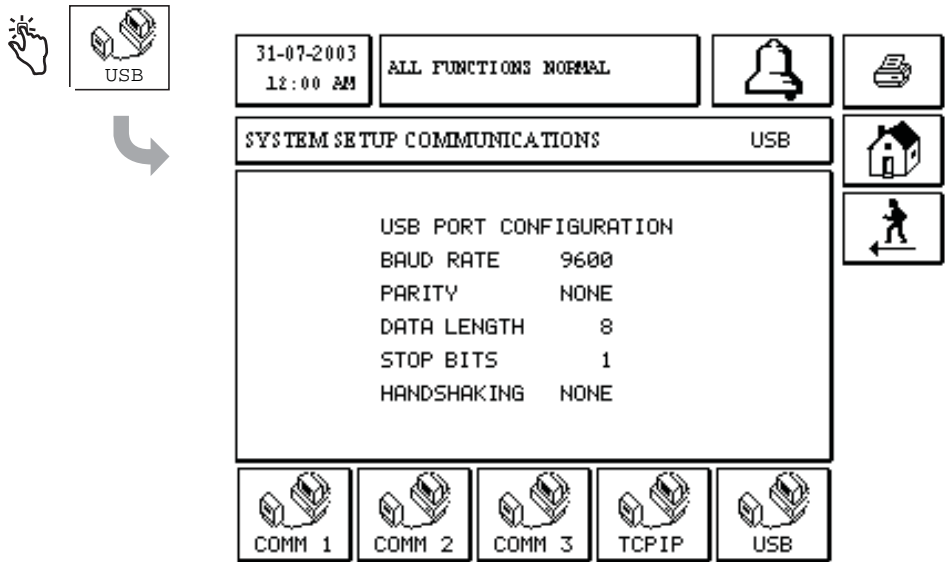 USB
31-07-2003
12:00 AM
ALL FUNCTIONS NORMAL
SYSTEM SETUP COMMUNICATIONS USB
USB PORT CONFIGURATION
BAUD RATE 9600
PARITY NONE
DATA LENGTH 8
STOP BITS 1
HANDSHAKING NONE
COMM 1 COMM 2 COMM 3 TCPIP USB